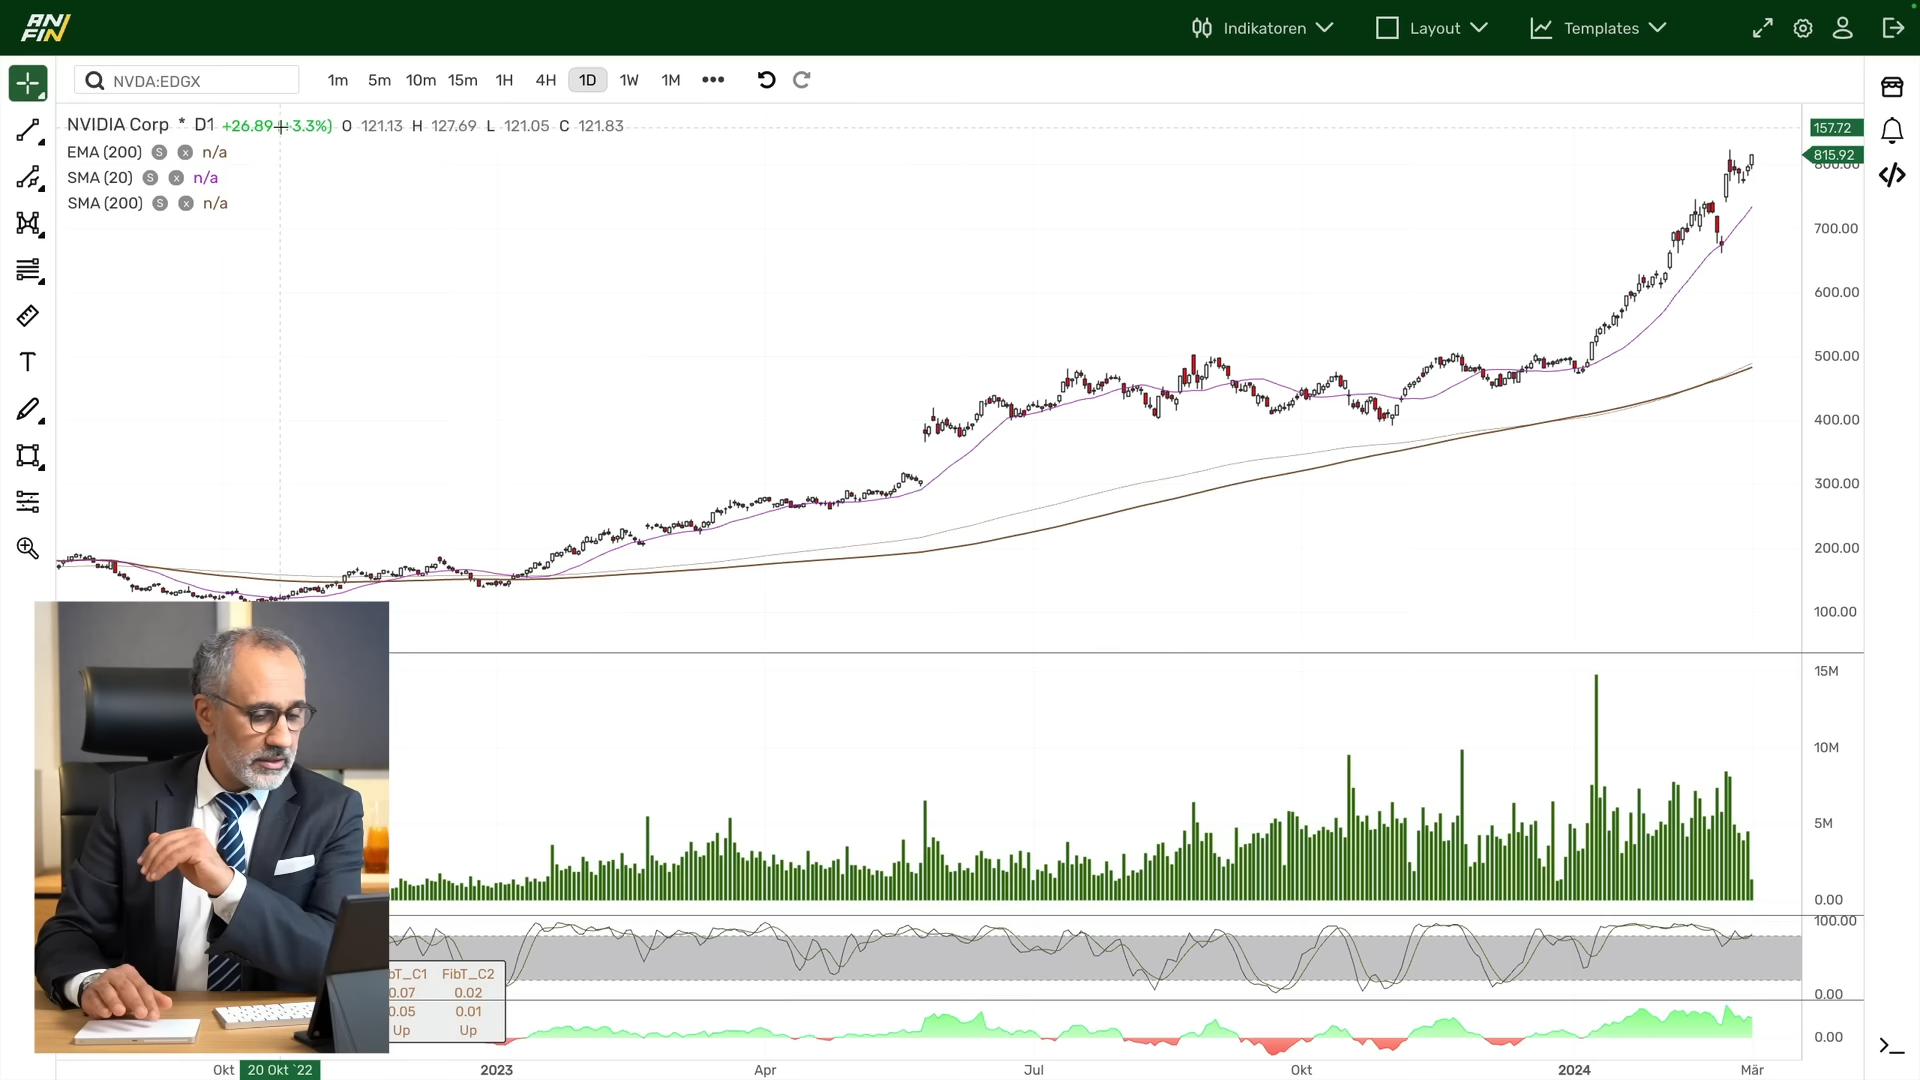 ANFIN
Indikatoren
Layout
Templates
NVDA:EDGX
1m 5m 10m 15m 1H 4H 1D 1W 1M
NVIDIA Corp * D1 +26.89 3.3%) O 121.13 H 127.69 L 121.05 C 121.83
EMA (200) S x n/a
SMA (20) S x n/a
SMA (200) S x n/a
157.72
815.92
800.00
700.00
600.00
500.00
400.00
300.00
200.00
100.00
15M
10M
5M
0.00
100.00
0.00
0.00
bT_C1 FibT_C2
0.07 0.02
0.05 0.01
Up Up
Okt 20 Okt `22 2023 Apr Jul Okt 2024 Mär